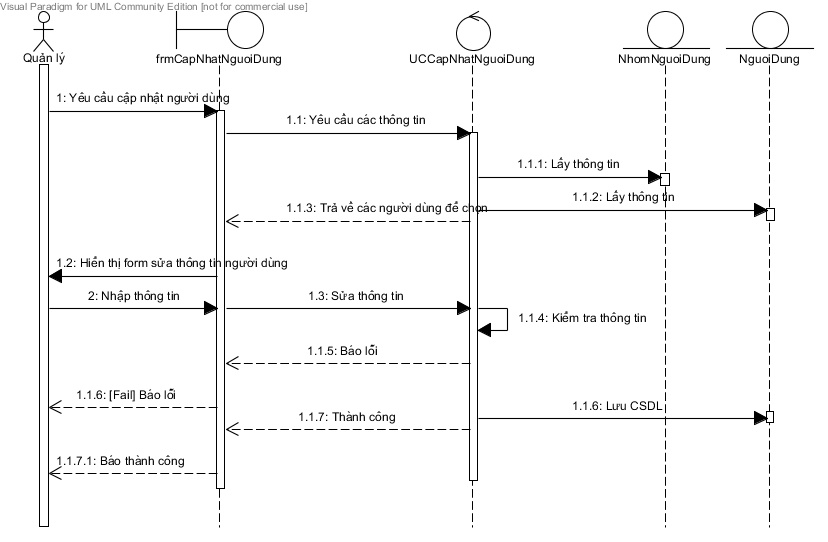 Visual Paradigm for UML Community Edition [not for commercial use]
Quản lý
frmCapNhatNguoiDung
UCCapNhatNguoiDung
NhomNguoiDung
NguoiDung
1: Yêu cầu cập nhật người dùng
1.1: Yêu cầu các thông tin
1.1.1: Lấy thông tin
1.1.2: Lấy thông tin
1.1.3: Trả về các người dùng để chọn
1.2: Hiển thị form sửa thông tin người dùng
2: Nhập thông tin
1.3: Sửa thông tin
1.1.4: Kiểm tra thông tin
1.1.5: Báo lỗi
1.1.6: [Fail] Báo lỗi
1.1.6: Lưu CSDL
1.1.7: Thành công
1.1.7.1: Báo thành công